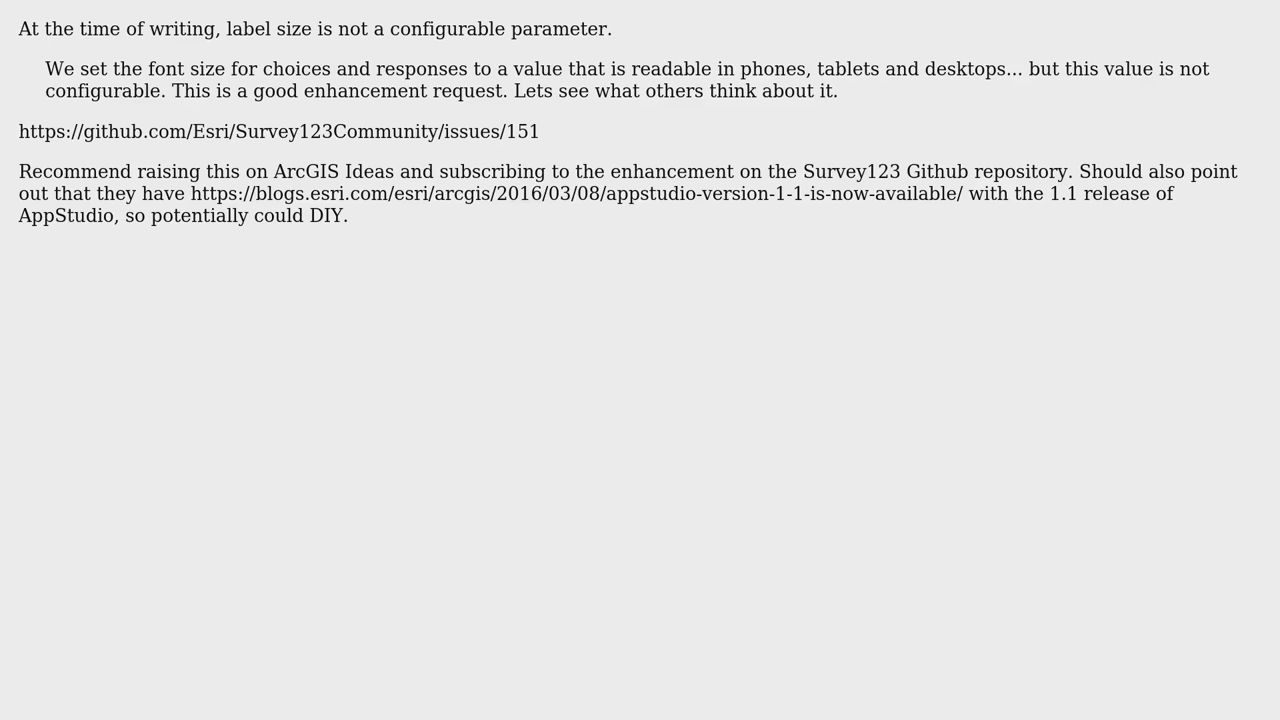 At the time of writing, label size is not a configurable parameter.
We set the font size for choices and responses to a value that is readable in phones, tablets and desktops... but this value is not
configurable. This is a good enhancement request. Lets see what others think about it.
https://github.com/Esri/Survey123Community/issues/151
Recommend raising this on ArcGIS Ideas and subscribing to the enhancement on the Survey123 Github repository. Should also point
out that they have https://blogs.esri.com/esri/arcgis/2016/03/08/appstudio-version-1-1-is-now-available/ with the 1.1 release of
AppStudio, so potentially could DIY.